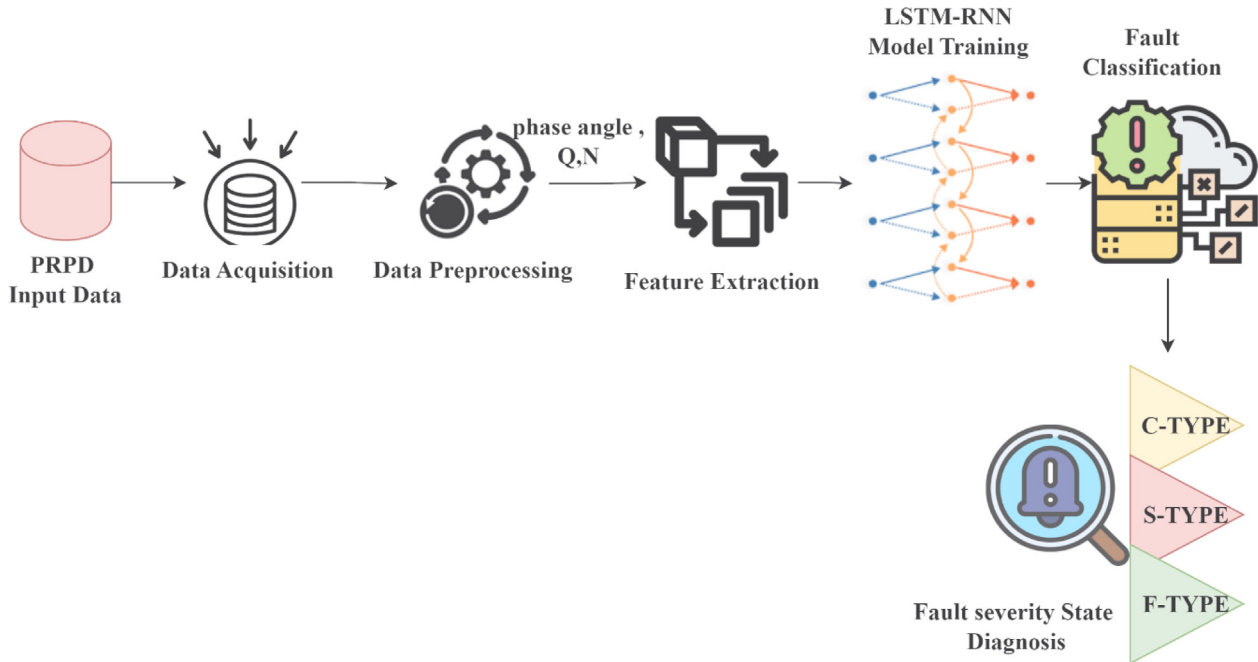 PRPD
Input Data
Data Acquisition
Data Preprocessing
phase angle ,
Q,N
Feature Extraction
LSTM-RNN
Model Training
Fault
Classification
C-TYPE
S-TYPE
F-TYPE
Fault severity State
Diagnosis